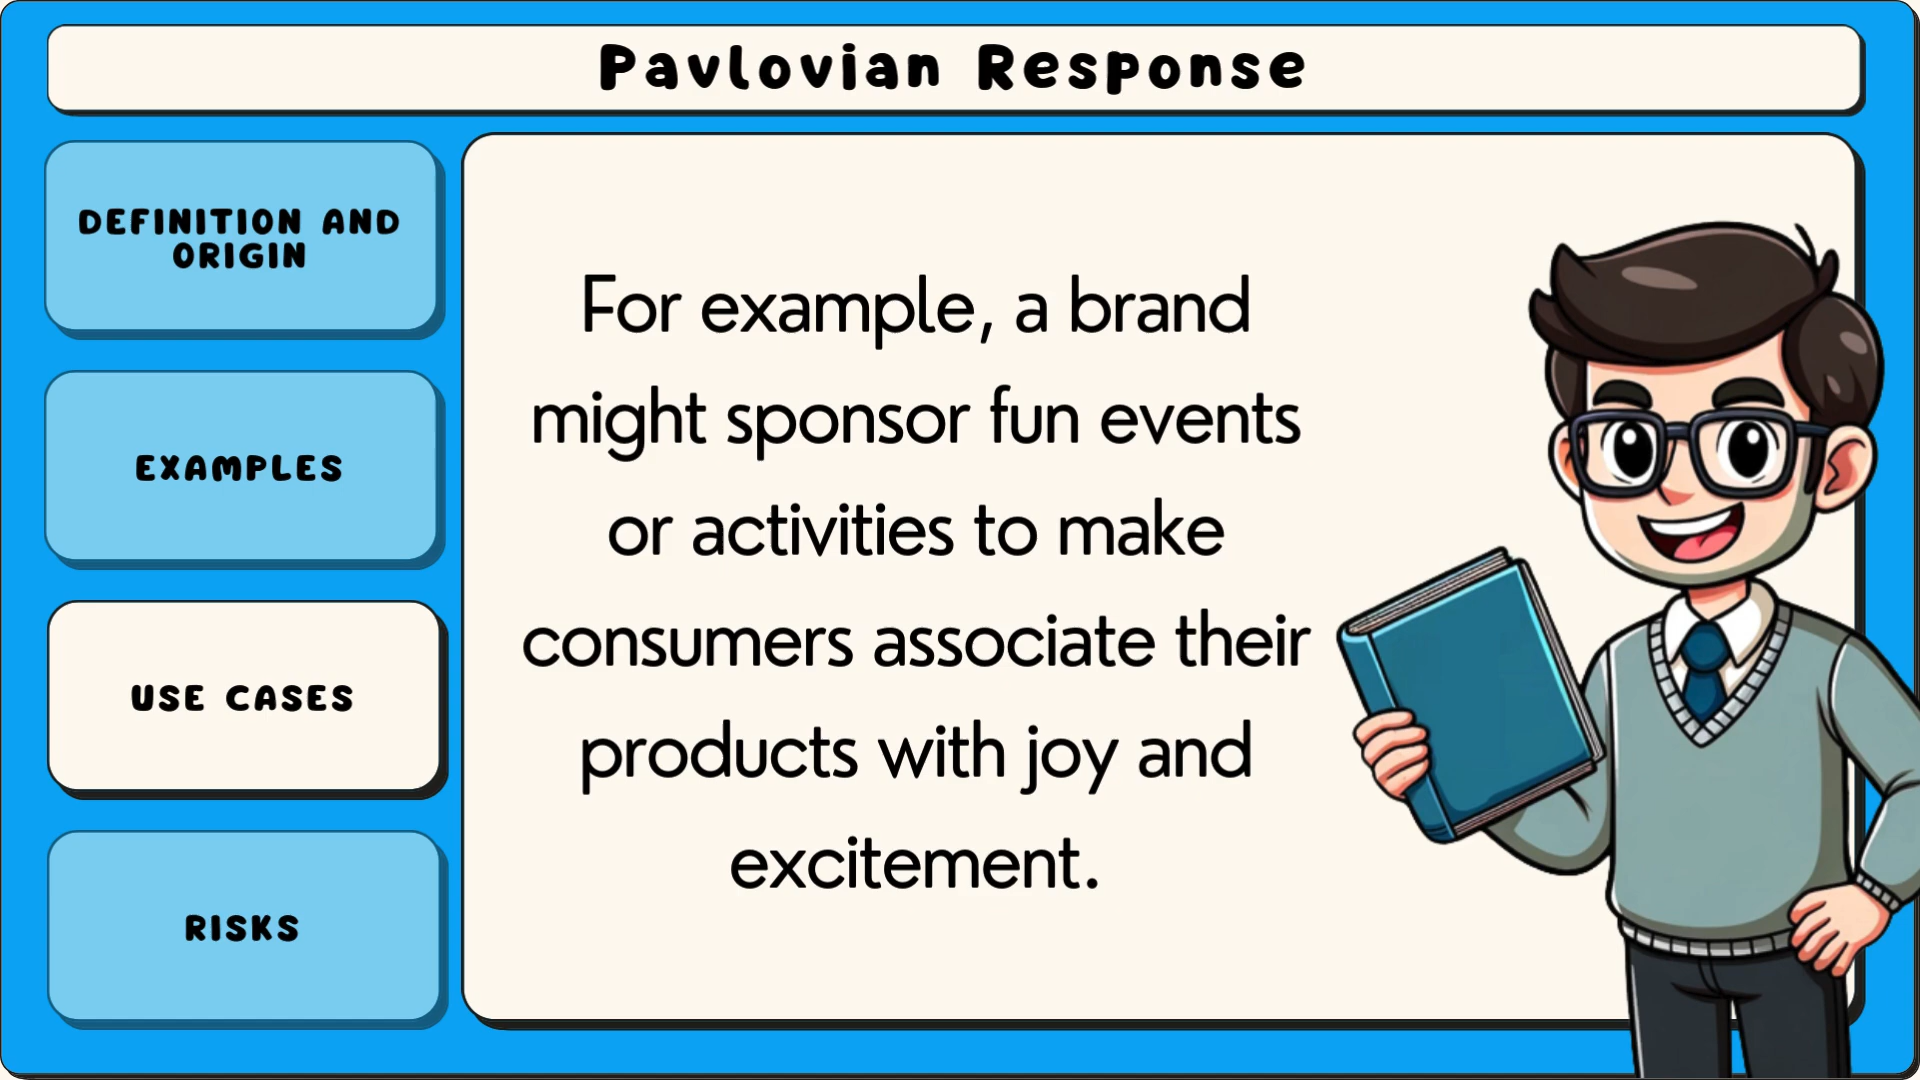 Pavlovian Response
DEFINITION AND
ORIGIN
EXAMPLES
USE CASES
RISKS
For example, a brand
might sponsor fun events
or activities to make
consumers associate their
products with joy and
excitement.